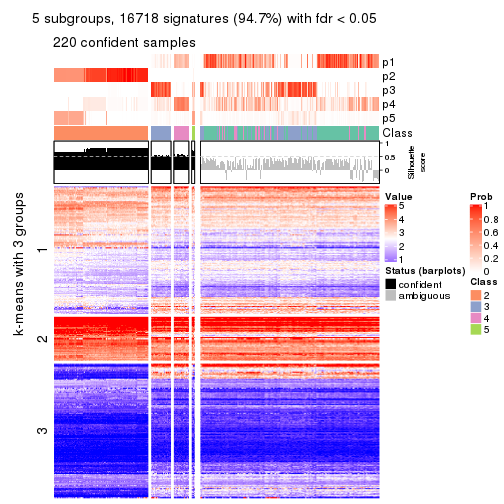 5 subgroups, 16718 signatures (94.7%) with fdr < 0.05
220 confident samples
p1
p2
p3
p4
p5
Class
1
0.5
0
Silhouette
score
k-means with 3 groups
1
2
3
Value
5
4
3
2
1
Status (barplots)
confident
ambiguous
Prob
1
0.8
0.6
0.4
0.2
0
Class
2
3
4
5